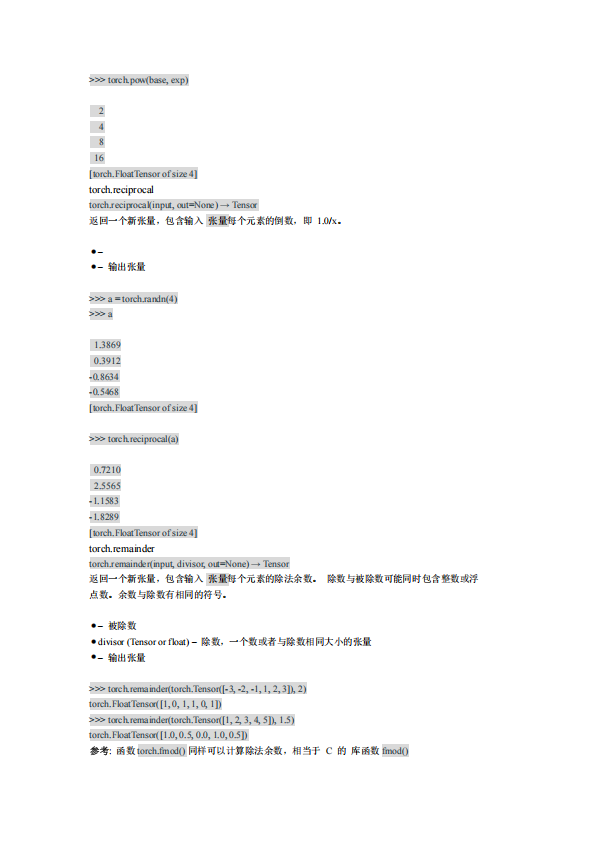 >>> torch.pow(base, exp)
2
4
8
16
[torch.FloatTensor of size 4]
torch.reciprocal
torch.reciprocal(input, out=None) → Tensor
返回一个新张量，包含输入 张量每个元素的倒数，即 1.0/x。
● –
● – 输出张量
>>> a = torch.randn(4)
>>> a
1.3869
0.3912
-0.8634
-0.5468
[torch.FloatTensor of size 4]
>>> torch.reciprocal(a)
0.7210
2.5565
-1.1583
-1.8289
[torch.FloatTensor of size 4]
torch.remainder
torch.remainder(input, divisor, out=None) → Tensor
返回一个新张量，包含输入 张量每个元素的除法余数。 除数与被除数可能同时包含整数或浮
点数。余数与除数有相同的符号。
● – 被除数
● divisor (Tensor or float) – 除数，一个数或者与除数相同大小的张量
● – 输出张量
>>> torch.remainder(torch.Tensor([-3, -2, -1, 1, 2, 3]), 2)
torch.FloatTensor([1, 0, 1, 1, 0, 1])
>>> torch.remainder(torch.Tensor([1, 2, 3, 4, 5]), 1.5)
torch.FloatTensor([1.0, 0.5, 0.0, 1.0, 0.5])
参考: 函数 torch.fmod() 同样可以计算除法余数，相当于 C 的 库函数 fmod()